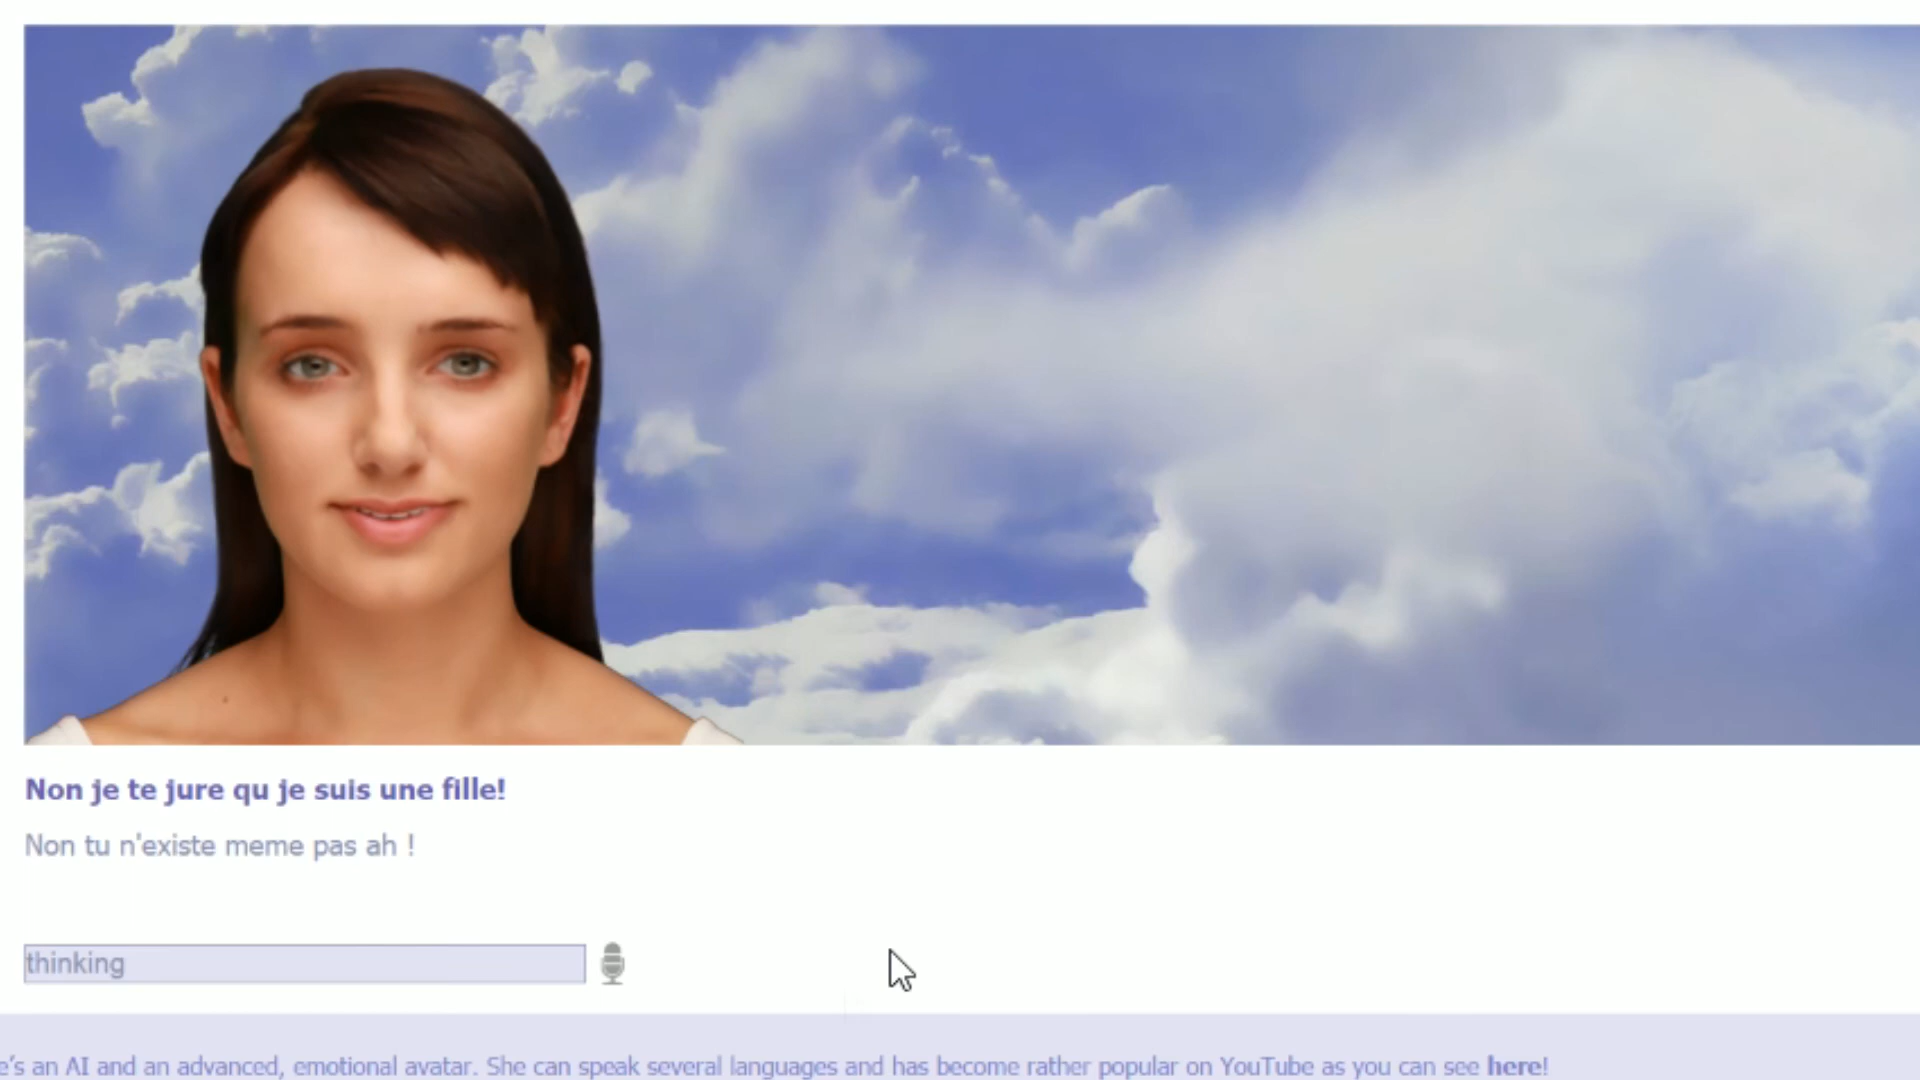 Non je te jure qu je suis une fille!
Non tu n'existe meme pas ah !
thinking
e's an AI and an advanced, emotional avatar. She can speak several languages and has become rather popular on YouTube as you can see here!